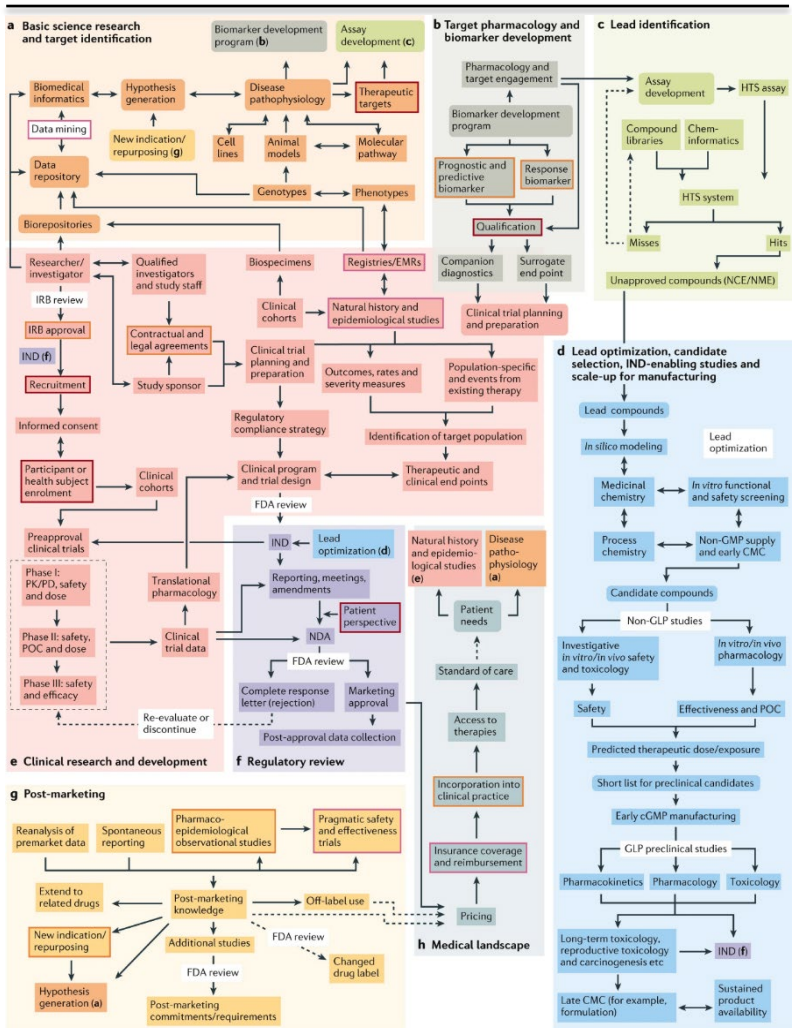 a Basic science research
and target identification
Biomarker development
program (b)
Assay
development (c)
Biomedical
informatics
Hypothesis
generation
Disease
pathophysiology
Therapeutic
targets
Data mining
New indication/
repurposing (g)
Cell
lines
Animal
models
Molecular
pathway
Data
repository
Genotypes
Phenotypes
Biorepositories
b Target pharmacology and
biomarker development
Pharmacology and
target engagement
Biomarker development
program
Prognostic and
predictive biomarker
Response
biomarker
Qualification
Companion
diagnostics
Surrogate
end point
Clinical trial planning
and preparation
c Lead identification
Assay
development
HTS assay
Compound
libraries
Chem-
informatics
HTS system
Misses
Hits
Unapproved compounds (NCE/NME)
Researcher/
investigator
Qualified
investigators
and study staff
Biospecimens
Registries/EMRs
IRB review
Clinical
cohorts
Natural history and
epidemiological studies
IRB approval
Contractual and
legal agreements
IND (f)
Clinical trial
planning and
preparation
Outcomes, rates and
severity measures
Population-specific
and events from
existing therapy
Recruitment
Study sponsor
Informed consent
Regulatory
compliance strategy
Identification of target population
Participant or
health subject
enrolment
Clinical
cohorts
Clinical program
and trial design
Therapeutic and
clinical end points
FDA review
Preapproval
clinical trials
Phase I:
PK/PD, safety
and dose
Phase II: safety,
POC and dose
Phase III: safety
and efficacy
Translational
pharmacology
Clinical
trial data
Re-evaluate or
discontinue
e Clinical research and development
IND
Lead
optimization (d)
Reporting, meetings,
amendments
Patient
perspective
NDA
FDA review
Complete response
letter (rejection)
Marketing
approval
Post-approval data collection
f Regulatory review
Natural history
and epidemio-
logical studies
(e)
Disease
patho-
physiology
(a)
Patient
needs
Standard of care
Access to
therapies
Incorporation into
clinical practice
Insurance coverage
and reimbursement
Pricing
h Medical landscape
d Lead optimization, candidate
selection, IND-enabling studies and
scale-up for manufacturing
Lead compounds
In silico modeling
Lead
optimization
Medicinal
chemistry
In vitro functional
and safety screening
Process
chemistry
Non-GMP supply
and early CMC
Candidate compounds
Non-GLP studies
Investigative
in vitro/in vivo safety
and toxicology
In vitro/in vivo
pharmacology
Safety
Effectiveness and POC
Predicted therapeutic dose/exposure
Short list for preclinical candidates
Early cGMP manufacturing
GLP preclinical studies
Pharmacokinetics
Pharmacology
Toxicology
Long-term toxicology,
reproductive toxicology
and carcinogenesis etc
IND (f)
Late CMC (for example,
formulation)
Sustained
product
availability
g Post-marketing
Reanalysis of
premarket data
Spontaneous
reporting
Pharmaco-
epidemiological
observational studies
Pragmatic safety
and effectiveness
trials
Extend to
related drugs
Post-marketing
knowledge
Off-label use
New indication/
repurposing
Additional studies
FDA review
Changed
drug label
FDA review
Hypothesis
generation (a)
Post-marketing
commitments/requirements